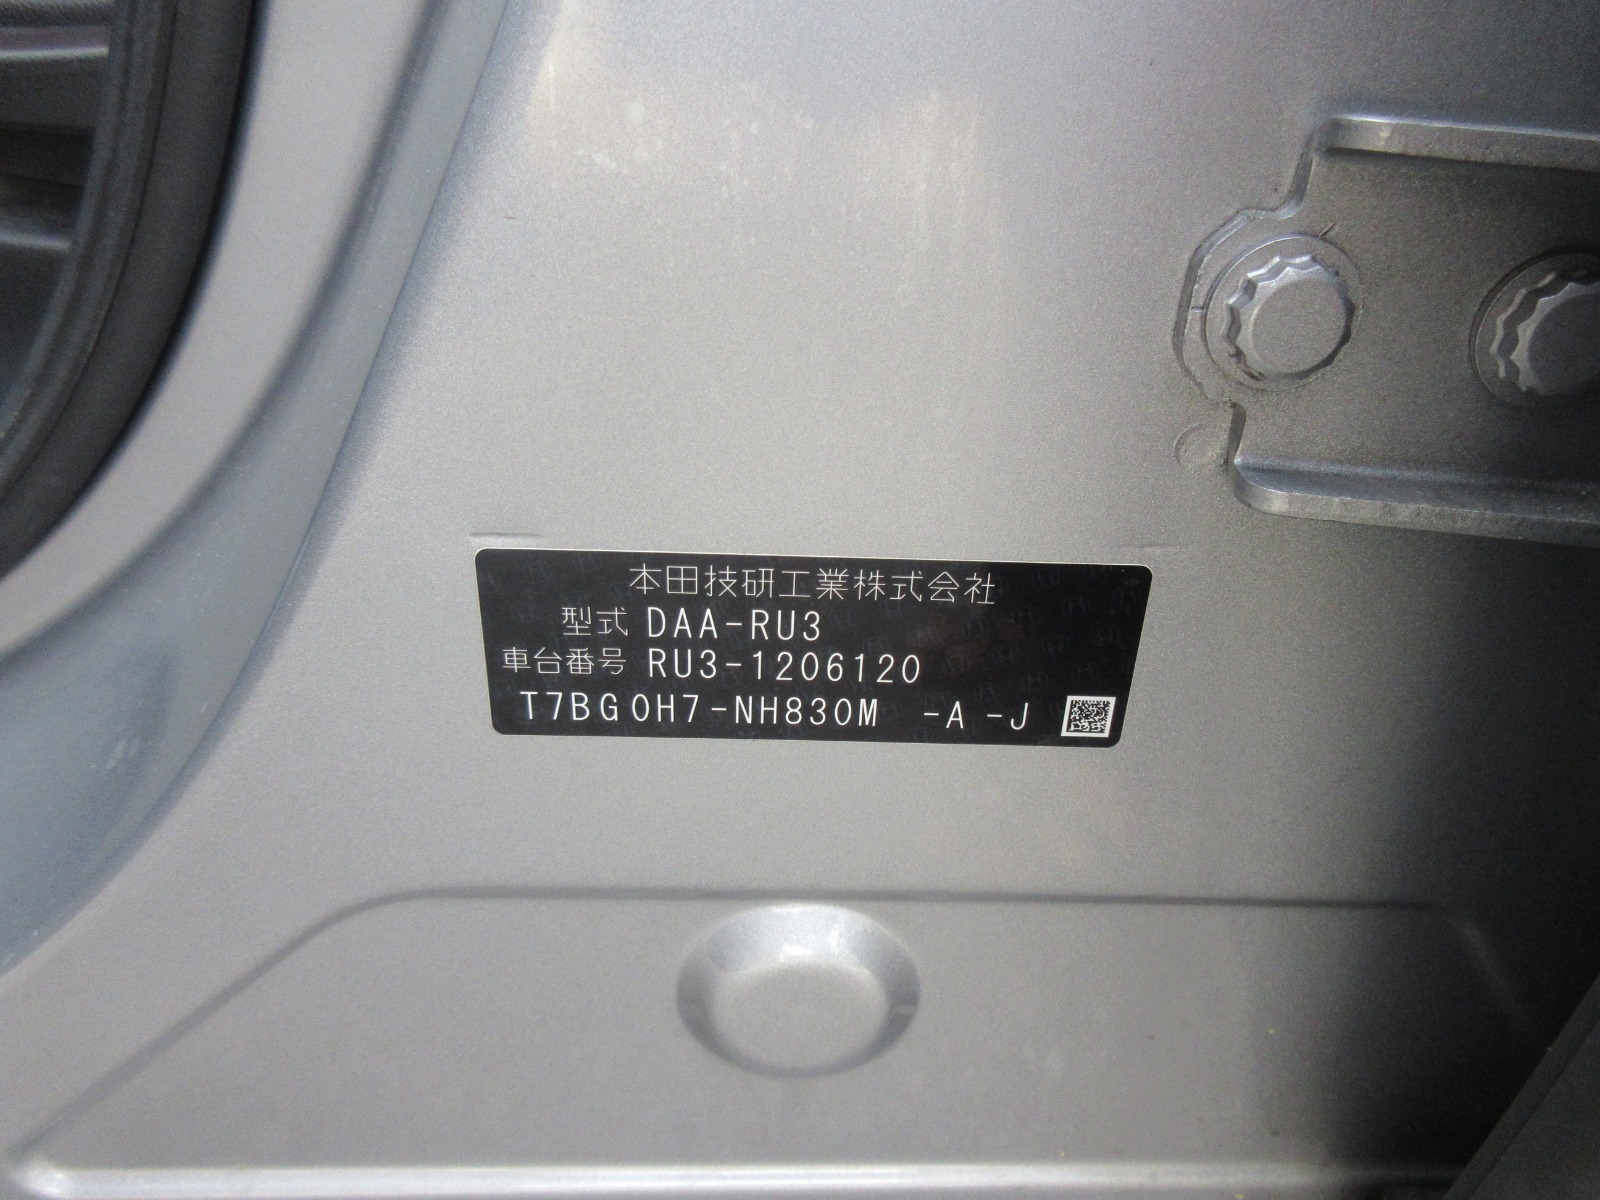 本田技研工業株式会社
型式 DAA-RU3
車台番号 RU3-1206120
T7BG0H7-NH830M -A -J